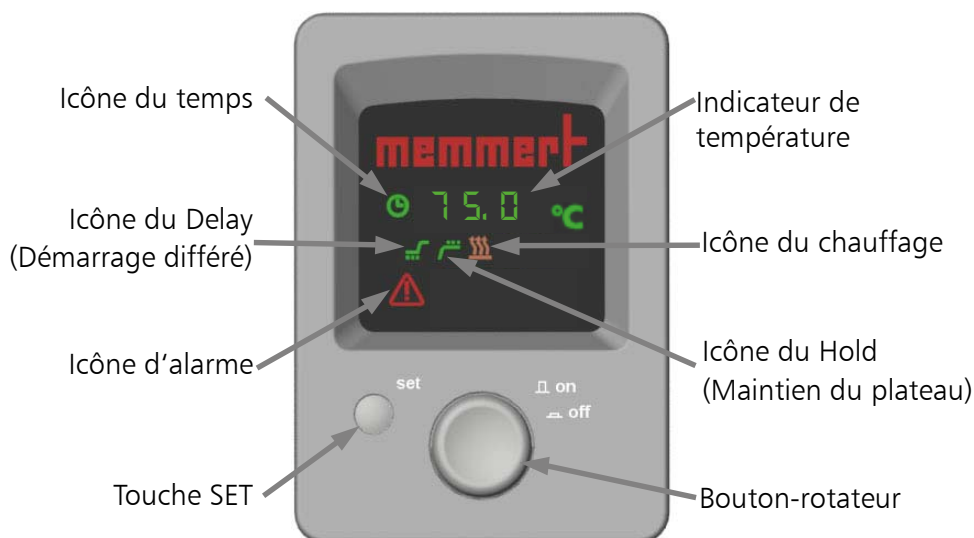 Icône du temps
Indicateur de
température
memmert
75.0 °C
Icône du Delay
(Démarrage différé)
Icône du chauffage
Icône d‘alarme
Icône du Hold
(Maintien du plateau)
set
on
off
Touche SET
Bouton-rotateur